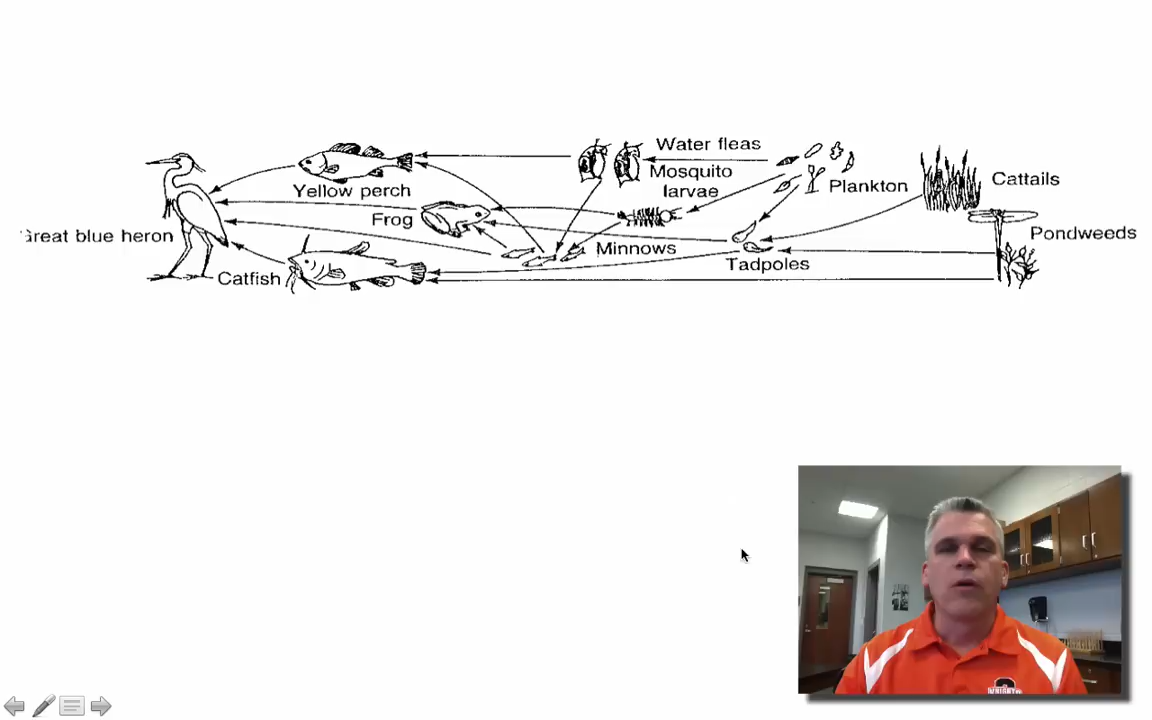 Water fleas
Mosquito
larvae
Plankton
Cattails
Yellow perch
Frog
Pondweeds
Great blue heron
Minnows
Tadpoles
Catfish